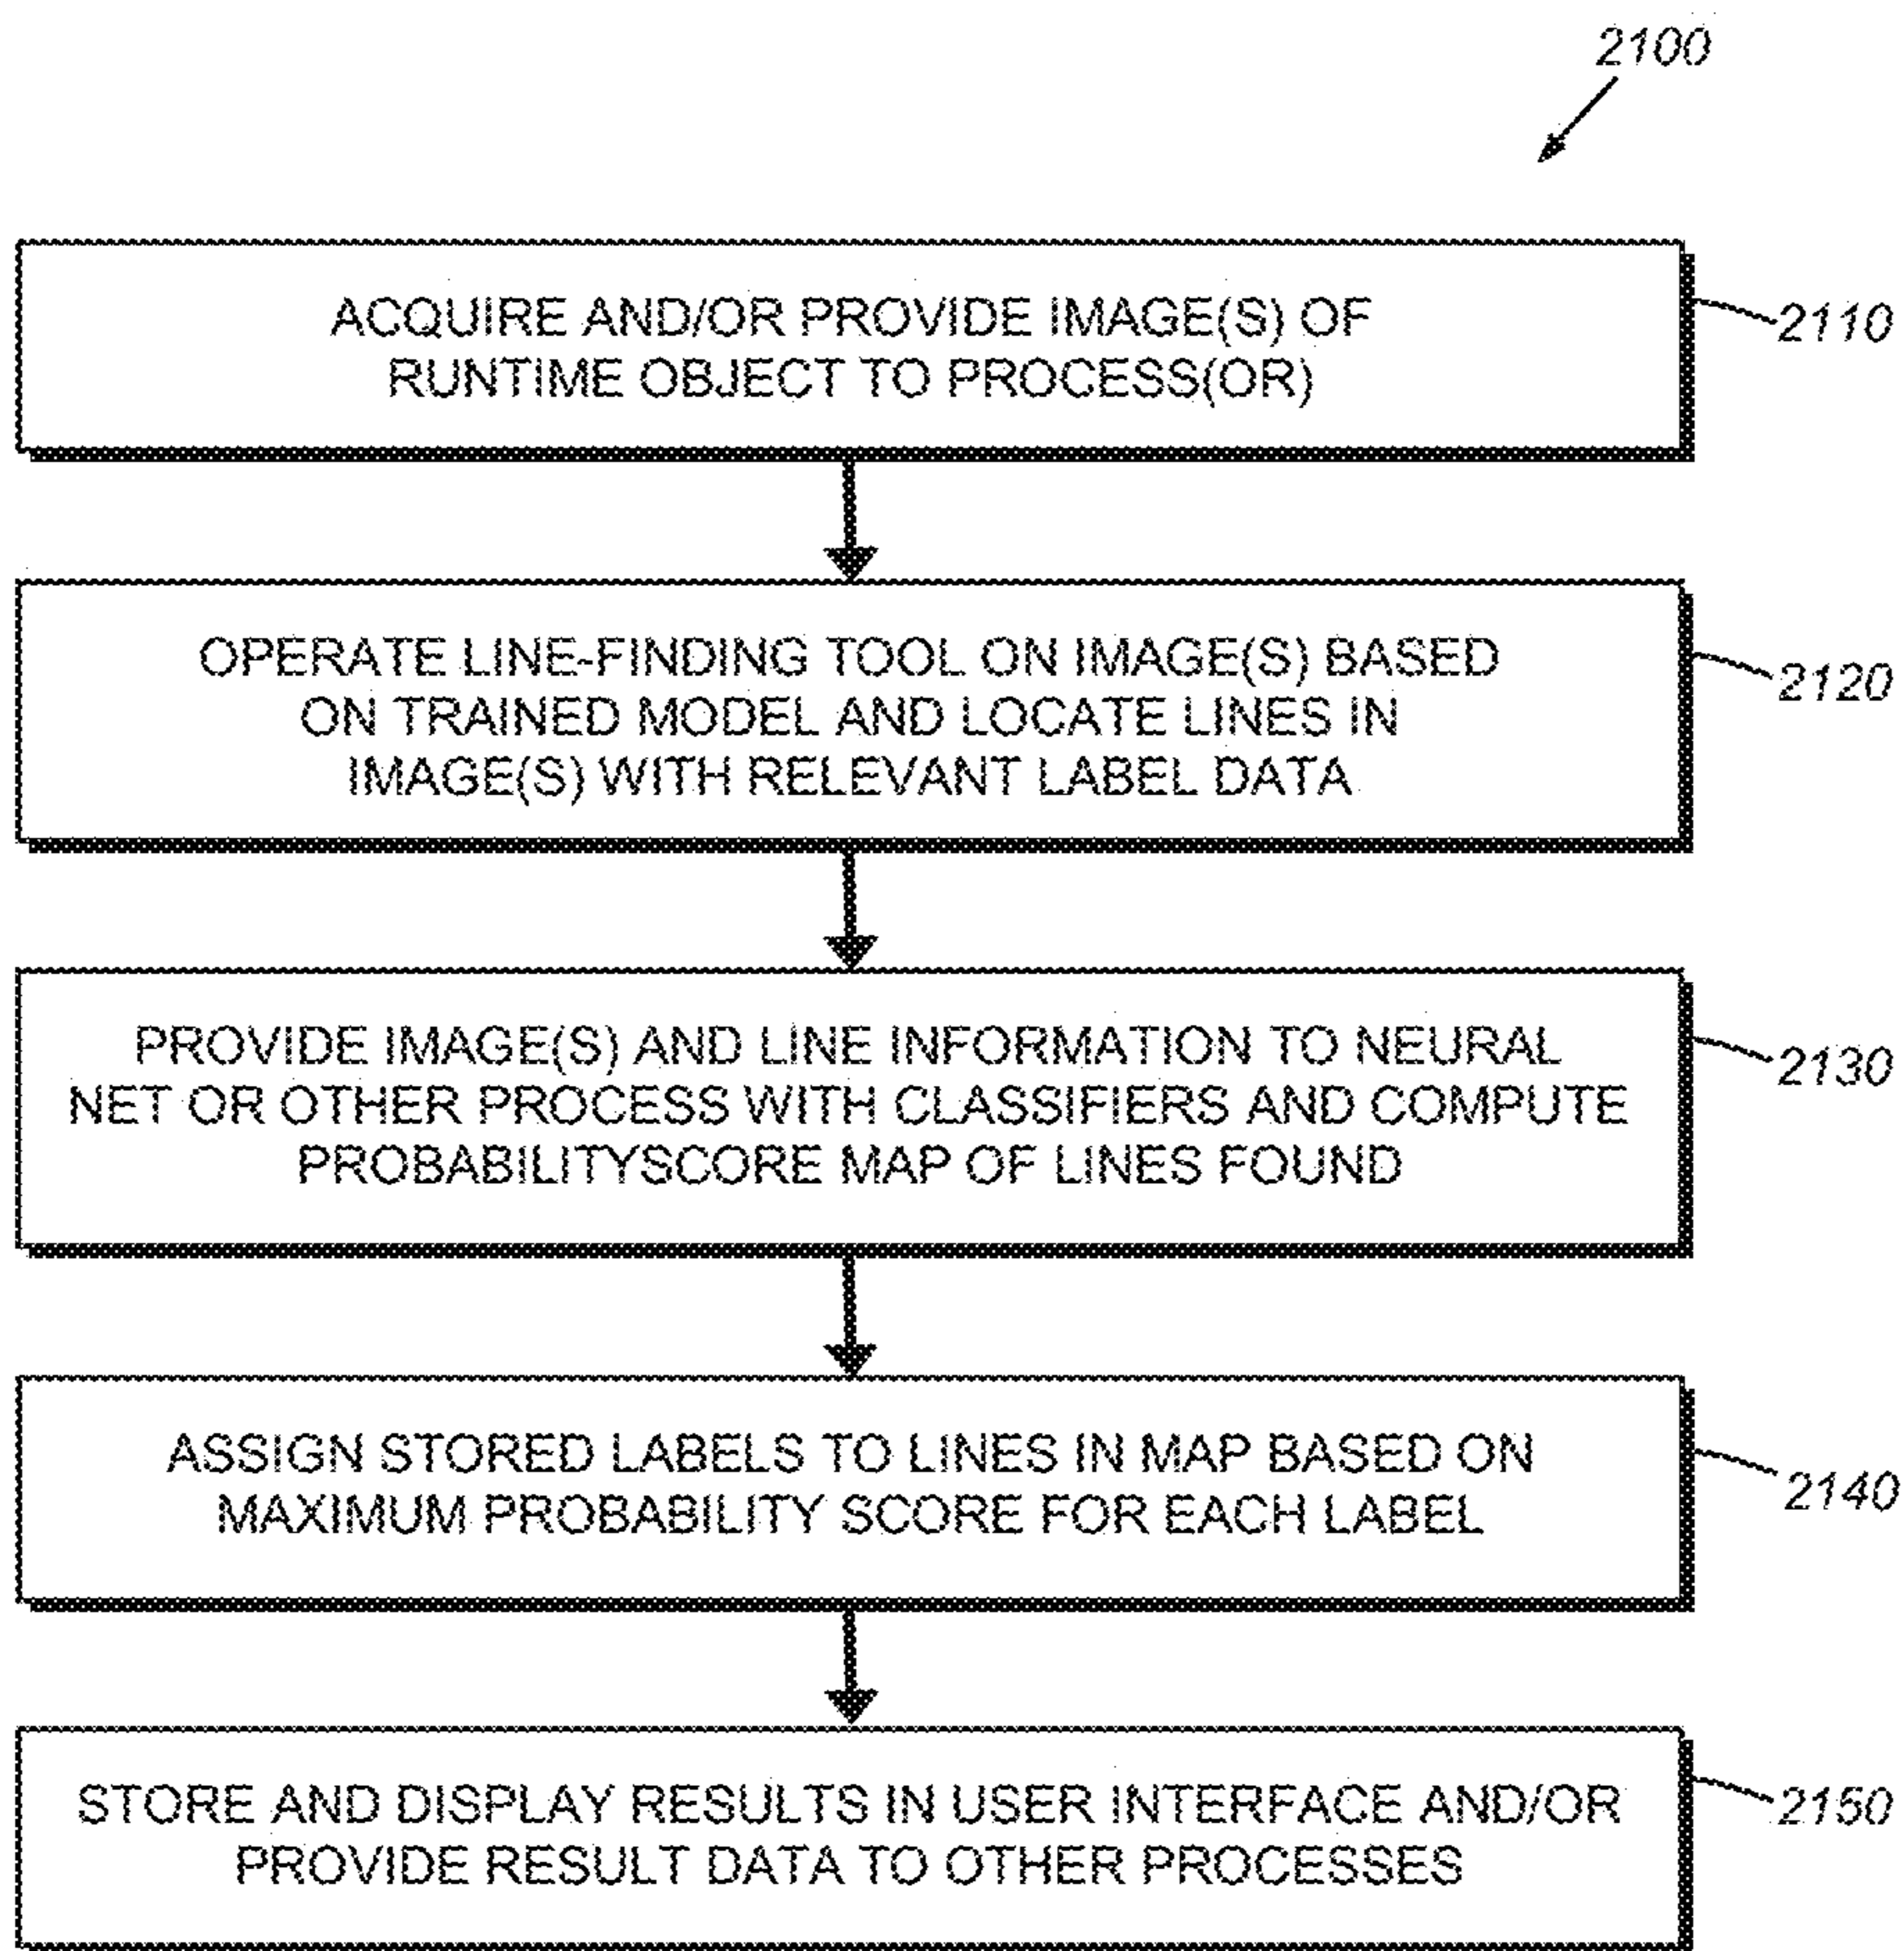 2100
ACQUIRE AND/OR PROVIDE IMAGE(S) OF
RUNTIME OBJECT TO PROCESS(OR)
2110
OPERATE LINE-FINDING TOOL ON IMAGE(S) BASED
ON TRAINED MODEL AND LOCATE LINES IN
IMAGE(S) WITH RELEVANT LABEL DATA
2120
PROVIDE IMAGE(S) AND LINE INFORMATION TO NEURAL
NET OR OTHER PROCESS WITH CLASSIFIERS AND COMPUTE
PROBABILITYSCORE MAP OF LINES FOUND
2130
ASSIGN STORED LABELS TO LINES IN MAP BASED ON
MAXIMUM PROBABILITY SCORE FOR EACH LABEL
2140
STORE AND DISPLAY RESULTS IN USER INTERFACE AND/OR
PROVIDE RESULT DATA TO OTHER PROCESSES
2150